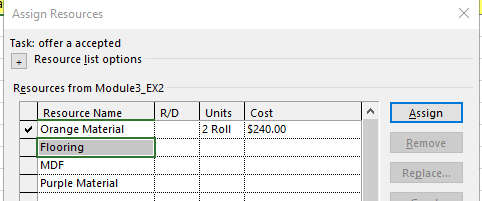 Assign Resources
Task: offer a accepted
+ Resource list options
Resources from Module3_EX2
Resource Name R/D Units Cost
Orange Material 2 Roll $240.00
Flooring
MDF
Purple Material
Assign
Remove
Replace...